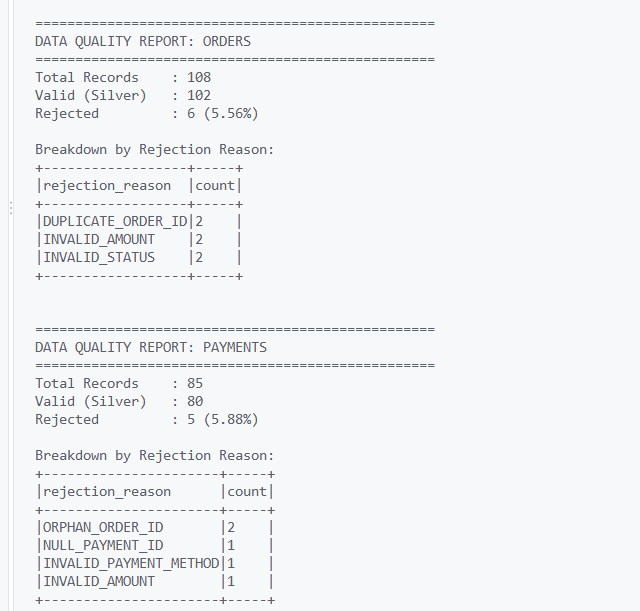 ==================================================
DATA QUALITY REPORT: ORDERS
==================================================
Total Records    : 108
Valid (Silver)   : 102
Rejected         : 6 (5.56%)

Breakdown by Rejection Reason:
+------------------+-----+
|rejection_reason  |count|
+------------------+-----+
|DUPLICATE_ORDER_ID|2    |
|INVALID_AMOUNT    |2    |
|INVALID_STATUS    |2    |
+------------------+-----+

==================================================
DATA QUALITY REPORT: PAYMENTS
==================================================
Total Records    : 85
Valid (Silver)   : 80
Rejected         : 5 (5.88%)

Breakdown by Rejection Reason:
+----------------------+-----+
|rejection_reason      |count|
+----------------------+-----+
|ORPHAN_ORDER_ID       |2    |
|NULL_PAYMENT_ID       |1    |
|INVALID_PAYMENT_METHOD|1    |
|INVALID_AMOUNT        |1    |
+----------------------+-----+